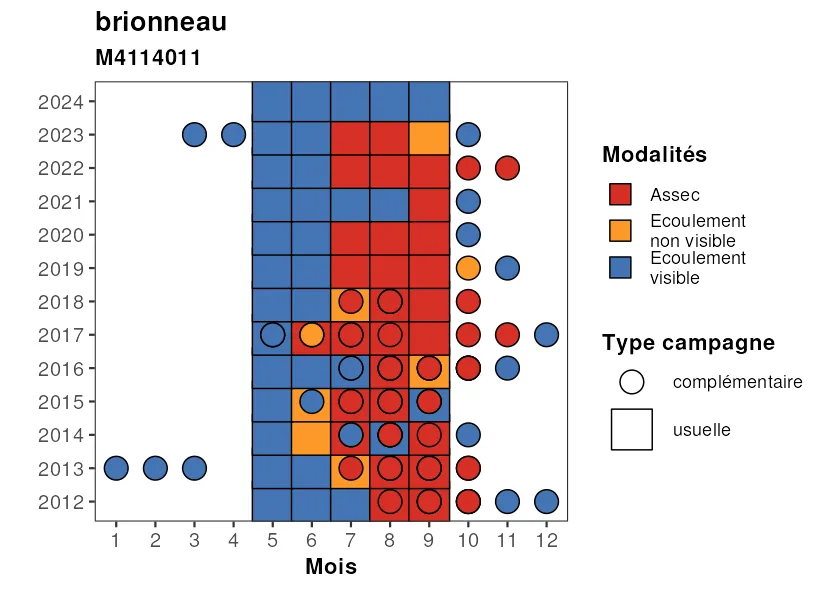 brionneau
M4114011
2024
2023
2022
2021
2020
2019
2018
2017
2016
2015
2014
2013
2012
1 2 3 4 5 6 7 8 9 10 11 12
Mois
Modalités
Assec
Ecoulement
non visible
Ecoulement
visible
Type campagne
complémentaire
usuelle